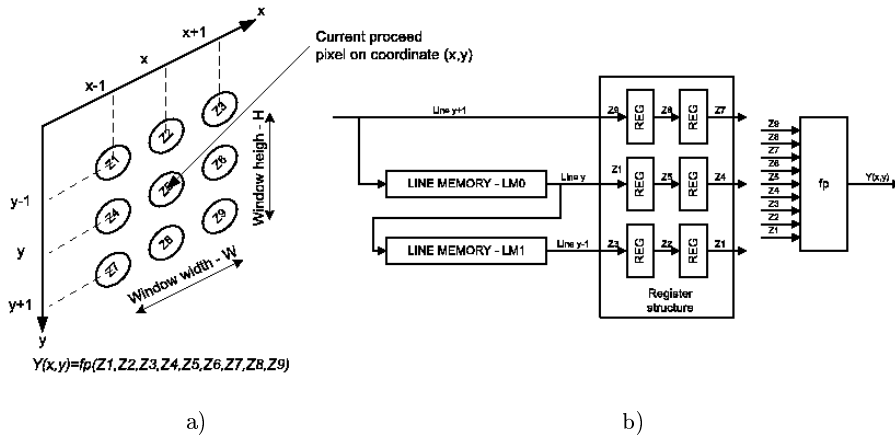 x
x+1
x
x-1
Current proceed
pixel on coordinate (x,y)
Z1
Z2
Z3
Z4
Z5
Z6
Z7
Z8
Z9
y-1
y
y+1
y
Window heigh - H
Window width - W
Y(x,y)=fp(Z1,Z2,Z3,Z4,Z5,Z6,Z7,Z8,Z9)
a)
Line y+1
Z9
REG
Z8
REG
Z7
LINE MEMORY - LM0
Line y
Z1
REG
Z5
REG
Z4
LINE MEMORY - LM1
Line y-1
Z3
REG
Z2
REG
Z1
Register
structure
Z9
Z8
Z7
Z6
Z5
Z4
Z3
Z2
Z1
fp
Y(x,y)
b)